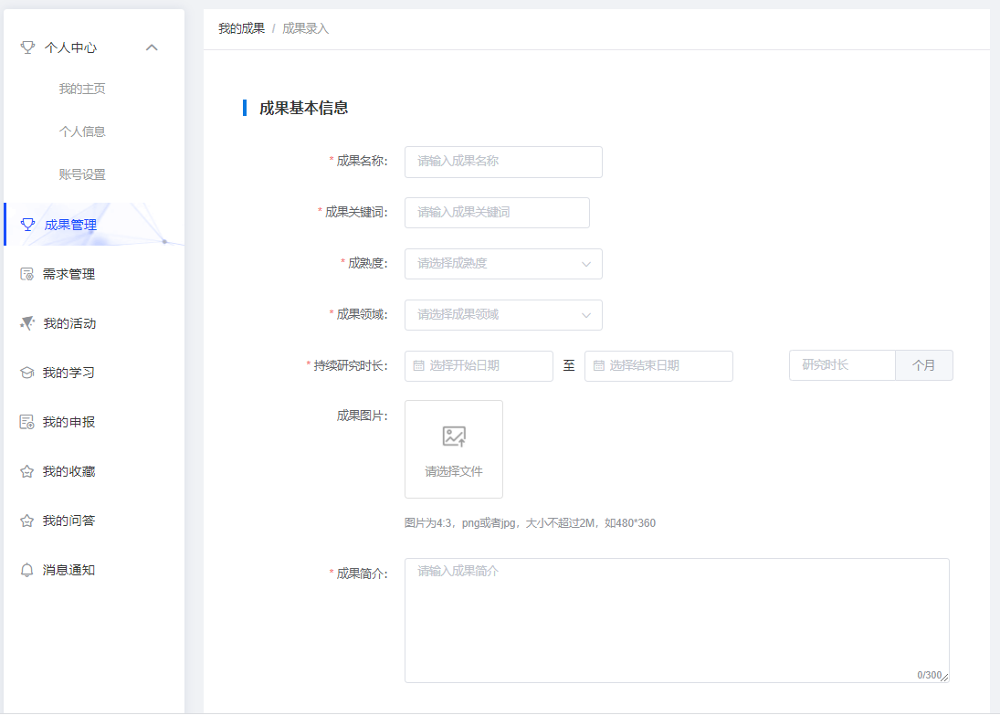 个人中心
我的主页
个人信息
账号设置
成果管理
需求管理
我的活动
我的学习
我的申报
我的收藏
我的问答
消息通知
我的成果 / 成果录入
成果基本信息
* 成果名称: 请输入成果名称
* 成果关键词: 请输入成果关键词
* 成熟度: 请选择成熟度
* 成果领域: 请选择成果领域
* 持续研究时长: 选择开始日期 至 选择结束日期 研究时长 个月
成果图片:
请选择文件
图片为4:3，png或者jpg，大小不超过2M，如480*360
* 成果简介: 请输入成果简介
0/300